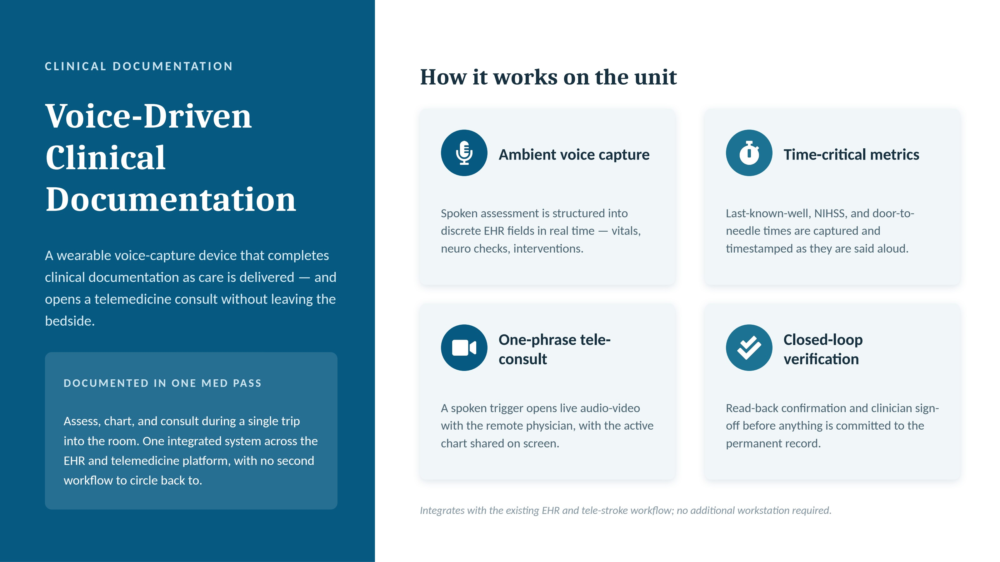 CLINICAL DOCUMENTATION
Voice-Driven
Clinical
Documentation
A wearable voice-capture device that completes
clinical documentation as care is delivered — and
opens a telemedicine consult without leaving the
bedside.
DOCUMENTED IN ONE MED PASS
Assess, chart, and consult during a single trip
into the room. One integrated system across the
EHR and telemedicine platform, with no second
workflow to circle back to.
How it works on the unit
Ambient voice capture
Spoken assessment is structured into
discrete EHR fields in real time — vitals,
neuro checks, interventions.
Time-critical metrics
Last-known-well, NIHSS, and door-to-
needle times are captured and
timestamped as they are said aloud.
One-phrase tele-
consult
A spoken trigger opens live audio-video
with the remote physician, with the active
chart shared on screen.
Closed-loop
verification
Read-back confirmation and clinician sign-
off before anything is committed to the
permanent record.
Integrates with the existing EHR and tele-stroke workflow; no additional workstation required.